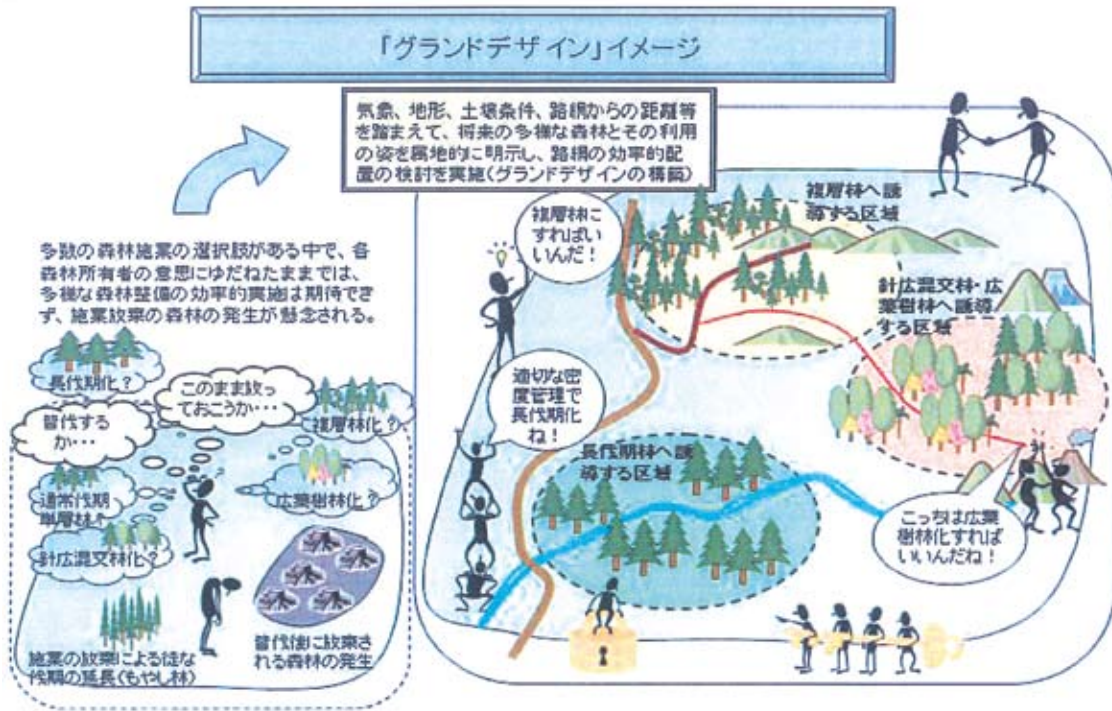 「グランドデザイン」イメージ
気象、地形、土壌条件、路網からの距離等
を踏まえて、将来の多様な森林とその利用
の姿を属地的に明示し、路網の効率的配
置の検討を実施(グランドデザインの構築)
多数の森林施業の選択肢がある中で、各
森林所有者の意思にゆだねたままでは、
多様な森林整備の効率的実施は期待でき
ず、施業放棄の森林の発生が懸念される。
長伐期化?
このまま放っ
ておこうか・・・
複層林化?
皆伐する
か・・・
通常伐期
単層林?
広葉樹林化?
針広混交林化?
施業の放棄による徒な
伐期の延長(もやし林)
皆伐後に放棄さ
れる森林の発生
複層林に
すればい
いんだ!
複層林へ誘
導する区域
針広混交林・広
葉樹林へ誘導
する区域
適切な密
度管理で
長伐期化
ね!
長伐期林へ誘
導する区域
こっちは広葉
樹林化すれば
いいんだね!